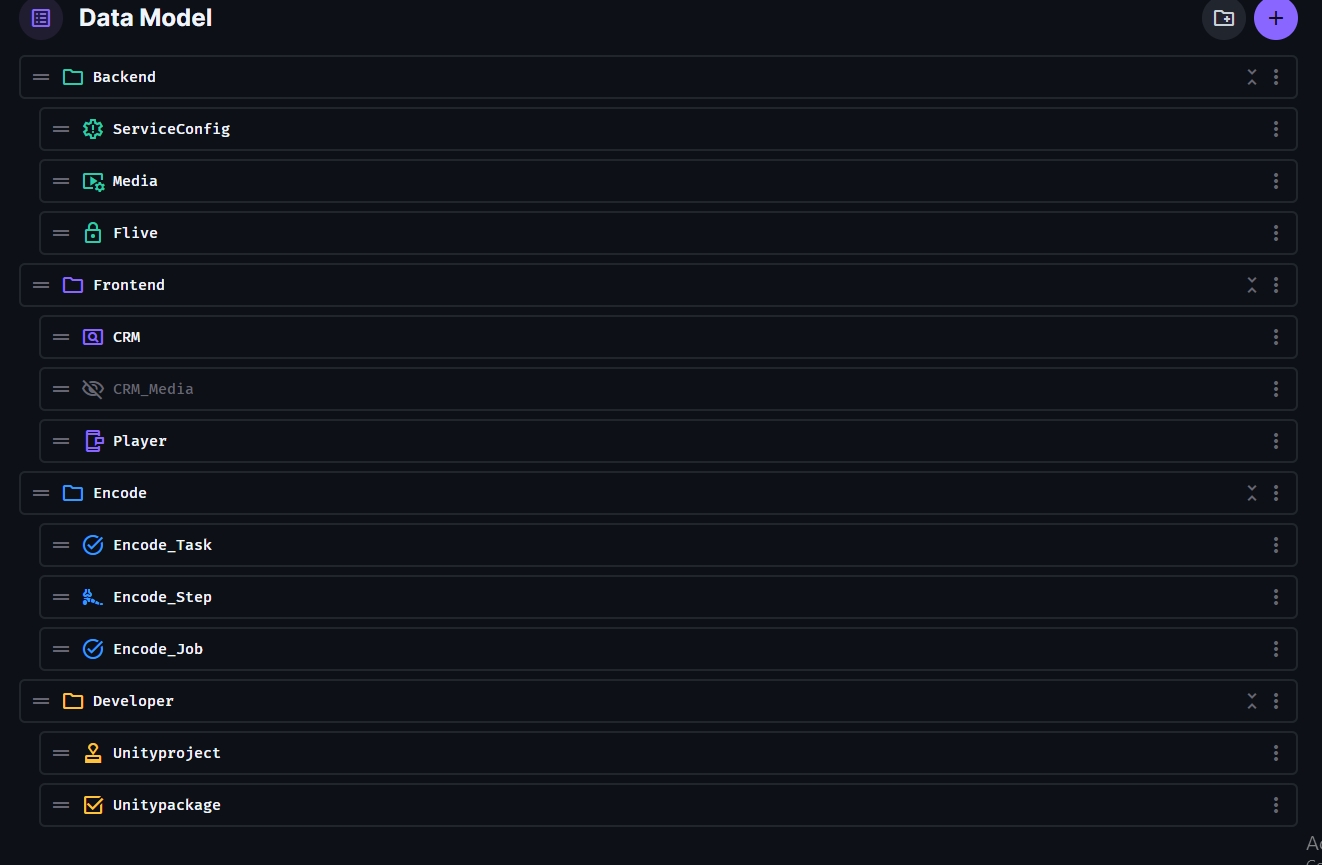 Data Model
Backend
ServiceConfig
Media
Flive
Frontend
CRM
CRM_Media
Player
Encode
Encode_Task
Encode_Step
Encode_Job
Developer
Unityproject
Unitypackage